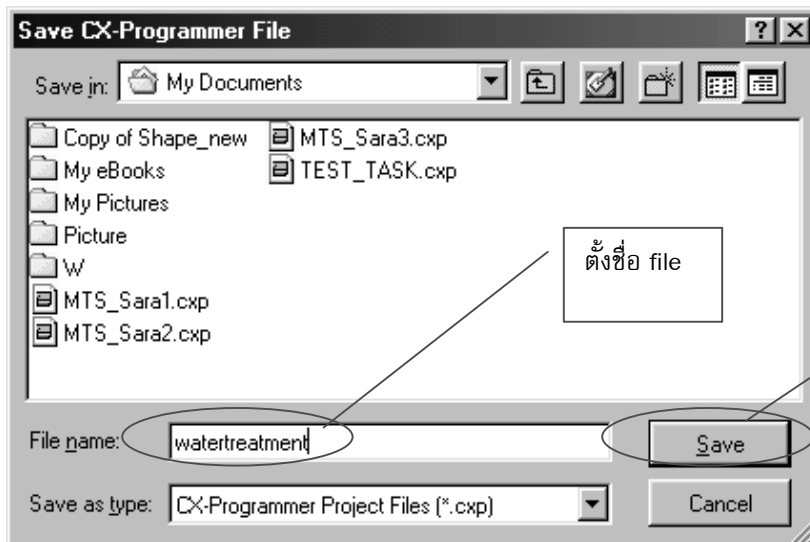 Save CX-Programmer File
Save in: My Documents
Copy of Shape_new
My eBooks
My Pictures
Picture
W
MTS_Sara1.cxp
MTS_Sara2.cxp
MTS_Sara3.cxp
TEST_TASK.cxp
ตั้งชื่อ file
File name: watertreatment
Save
Save as type: CX-Programmer Project Files (*.cxp)
Cancel